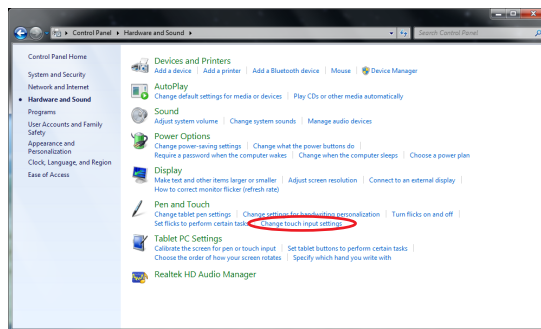 Control Panel ▸ Hardware and Sound ▸
Search Control Panel
Control Panel Home
System and Security
Network and Internet
Hardware and Sound
Programs
User Accounts and Family
Safety
Appearance and
Personalization
Clock, Language, and Region
Ease of Access
Devices and Printers
Add a device | Add a printer | Add a Bluetooth device | Mouse | Device Manager
AutoPlay
Change default settings for media or devices | Play CDs or other media automatically
Sound
Adjust system volume | Change system sounds | Manage audio devices
Power Options
Change power-saving settings | Change what the power buttons do |
Require a password when the computer wakes | Change when the computer sleeps | Choose a power plan
Display
Make text and other items larger or smaller | Adjust screen resolution | Connect to an external display |
How to correct monitor flicker (refresh rate)
Pen and Touch
Change tablet pen settings | Change settings for handwriting personalization | Turn flicks on and off |
Set flicks to perform certain tasks | Change touch input settings
Tablet PC Settings
Calibrate the screen for pen or touch input | Set tablet buttons to perform certain tasks |
Choose the order of how your screen rotates | Specify which hand you write with
Realtek HD Audio Manager